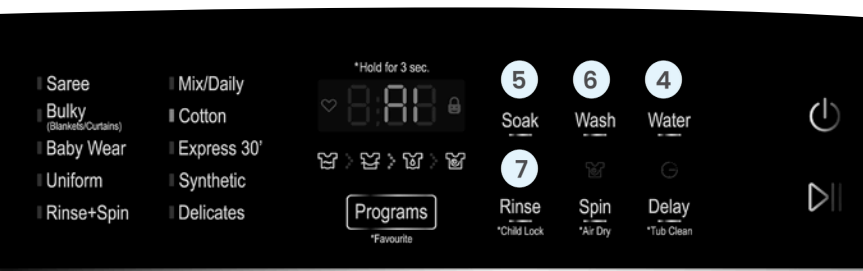 *Hold for 3 sec.
Saree
Mix/Daily
AI
5
6
4
Bulky
(Blankets/Curtains)
Cotton
Soak
Wash
Water
Baby Wear
Express 30'
7
Uniform
Synthetic
Rinse+Spin
Delicates
Programs
*Favourite
Rinse
*Child Lock
Spin
*Air Dry
Delay
*Tub Clean